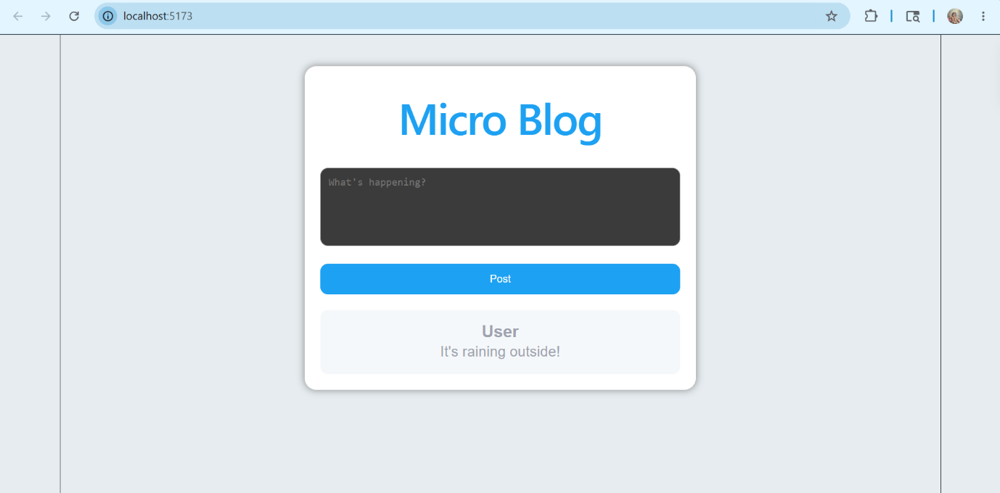 localhost:5173
Micro Blog
What's happening?
Post
User
It's raining outside!